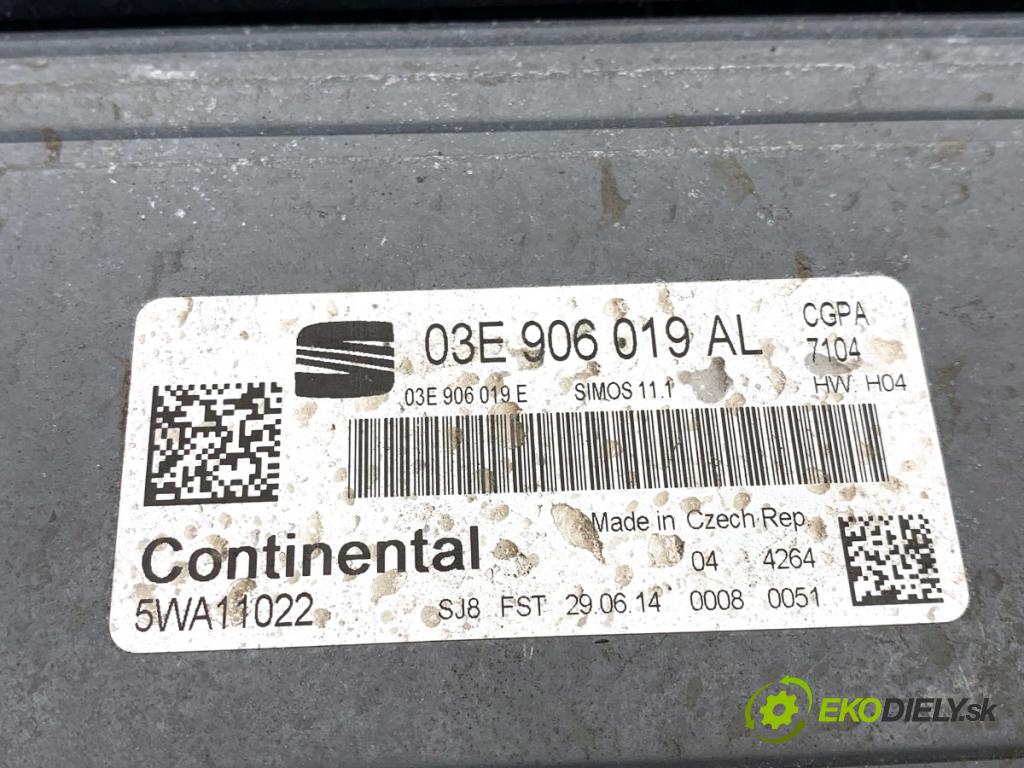 03E 906 019 AL
CGPA
7104
03E 906 019 E SIMOS 11.1 HW H04
Made in Czech Rep.
Continental
04 4264
5WA11022
SJ8 FST 29.06.14 0008 0051
EKODIELY.sk